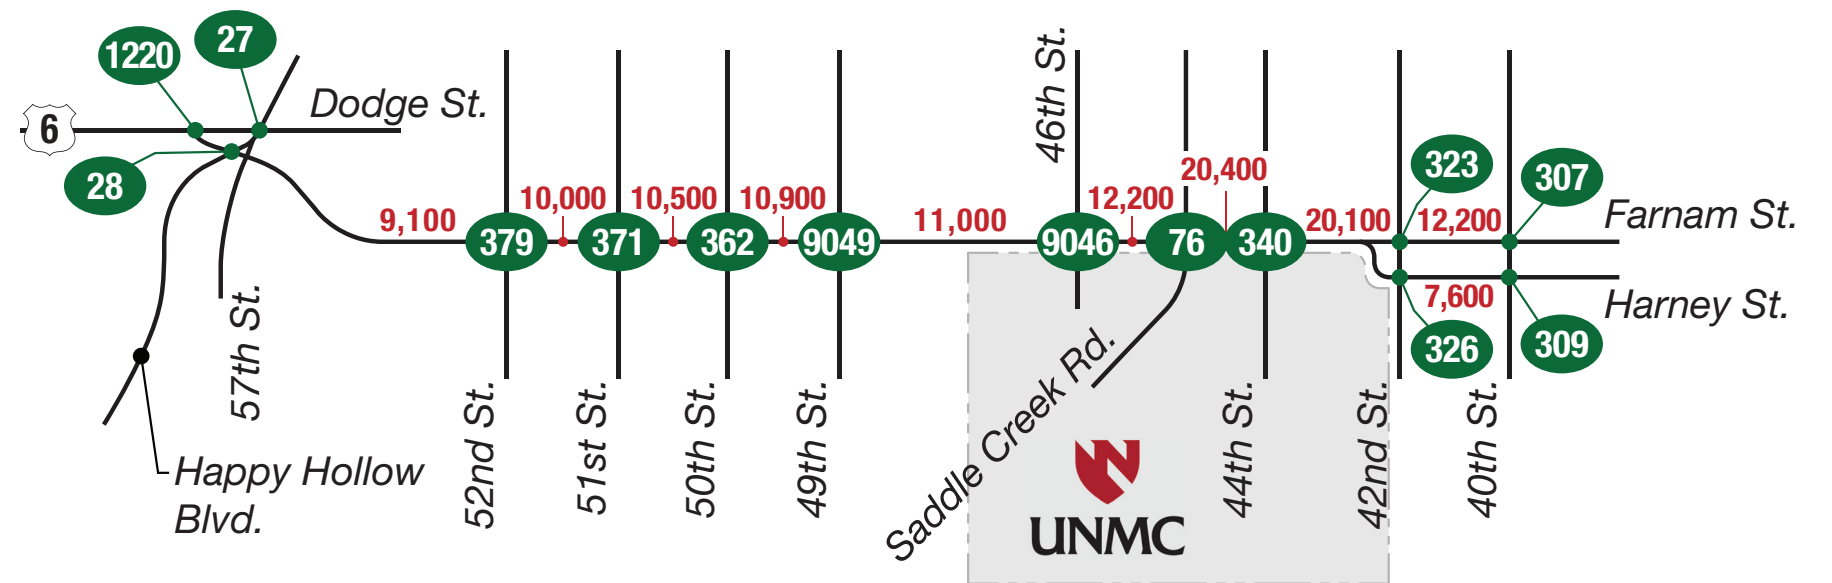 1220
27
6
Dodge St.
28
9,100
379
10,000
371
10,500
362
10,900
9049
11,000
46th St.
9046
12,200
76
20,400
340
20,100
323
12,200
307
Farnam St.
7,600
Harney St.
326
309
57th St.
Happy Hollow
Blvd.
52nd St.
51st St.
50th St.
49th St.
Saddle Creek Rd.
44th St.
42nd St.
40th St.
UNMC